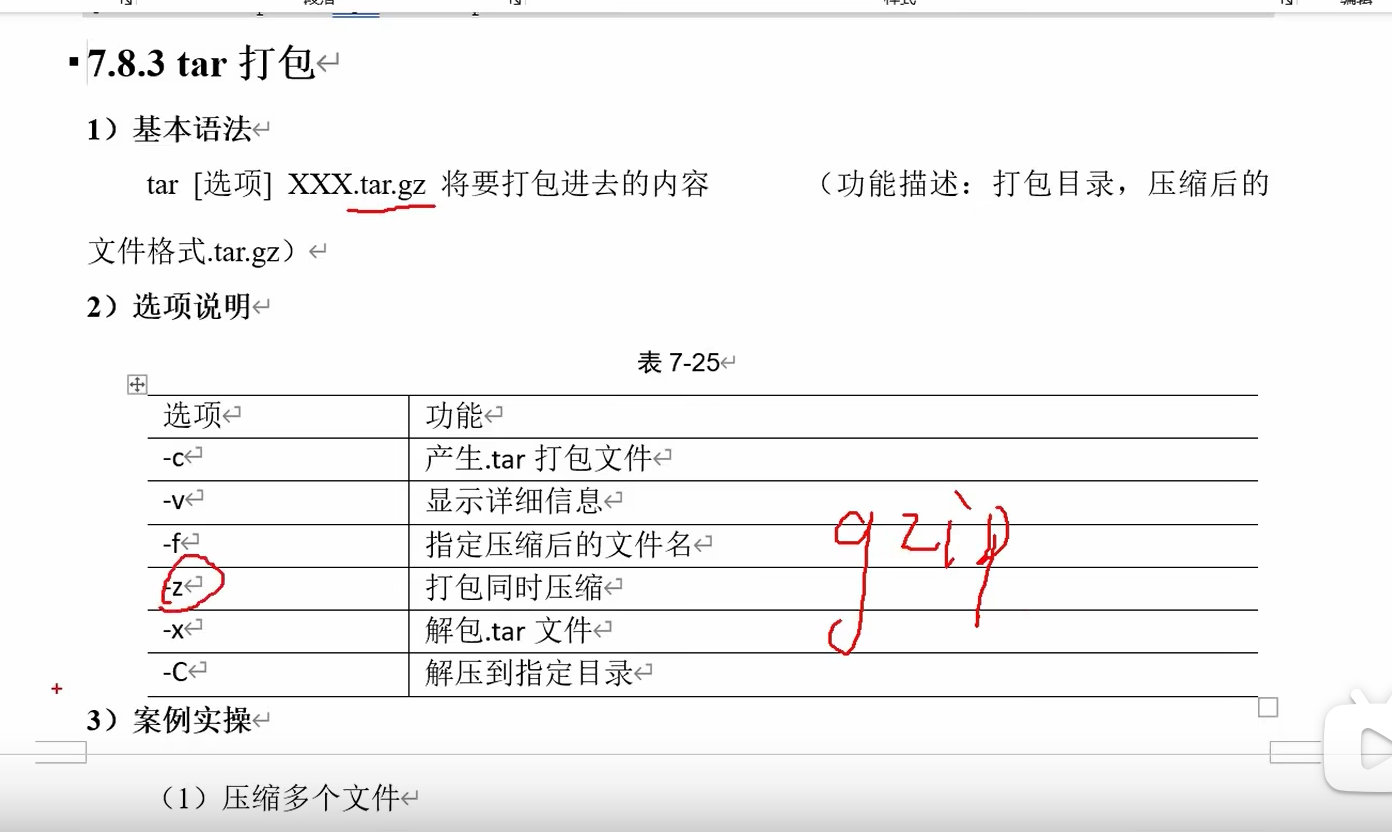 7.8.3 tar 打包
1）基本语法
tar [选项] XXX.tar.gz 将要打包进去的内容 （功能描述：打包目录，压缩后的
文件格式.tar.gz）
2）选项说明
表 7-25
选项 功能
-c 产生.tar 打包文件
-v 显示详细信息
-f 指定压缩后的文件名
-z 打包同时压缩
-x 解包.tar 文件
-C 解压到指定目录
gzip
3）案例实操
（1）压缩多个文件